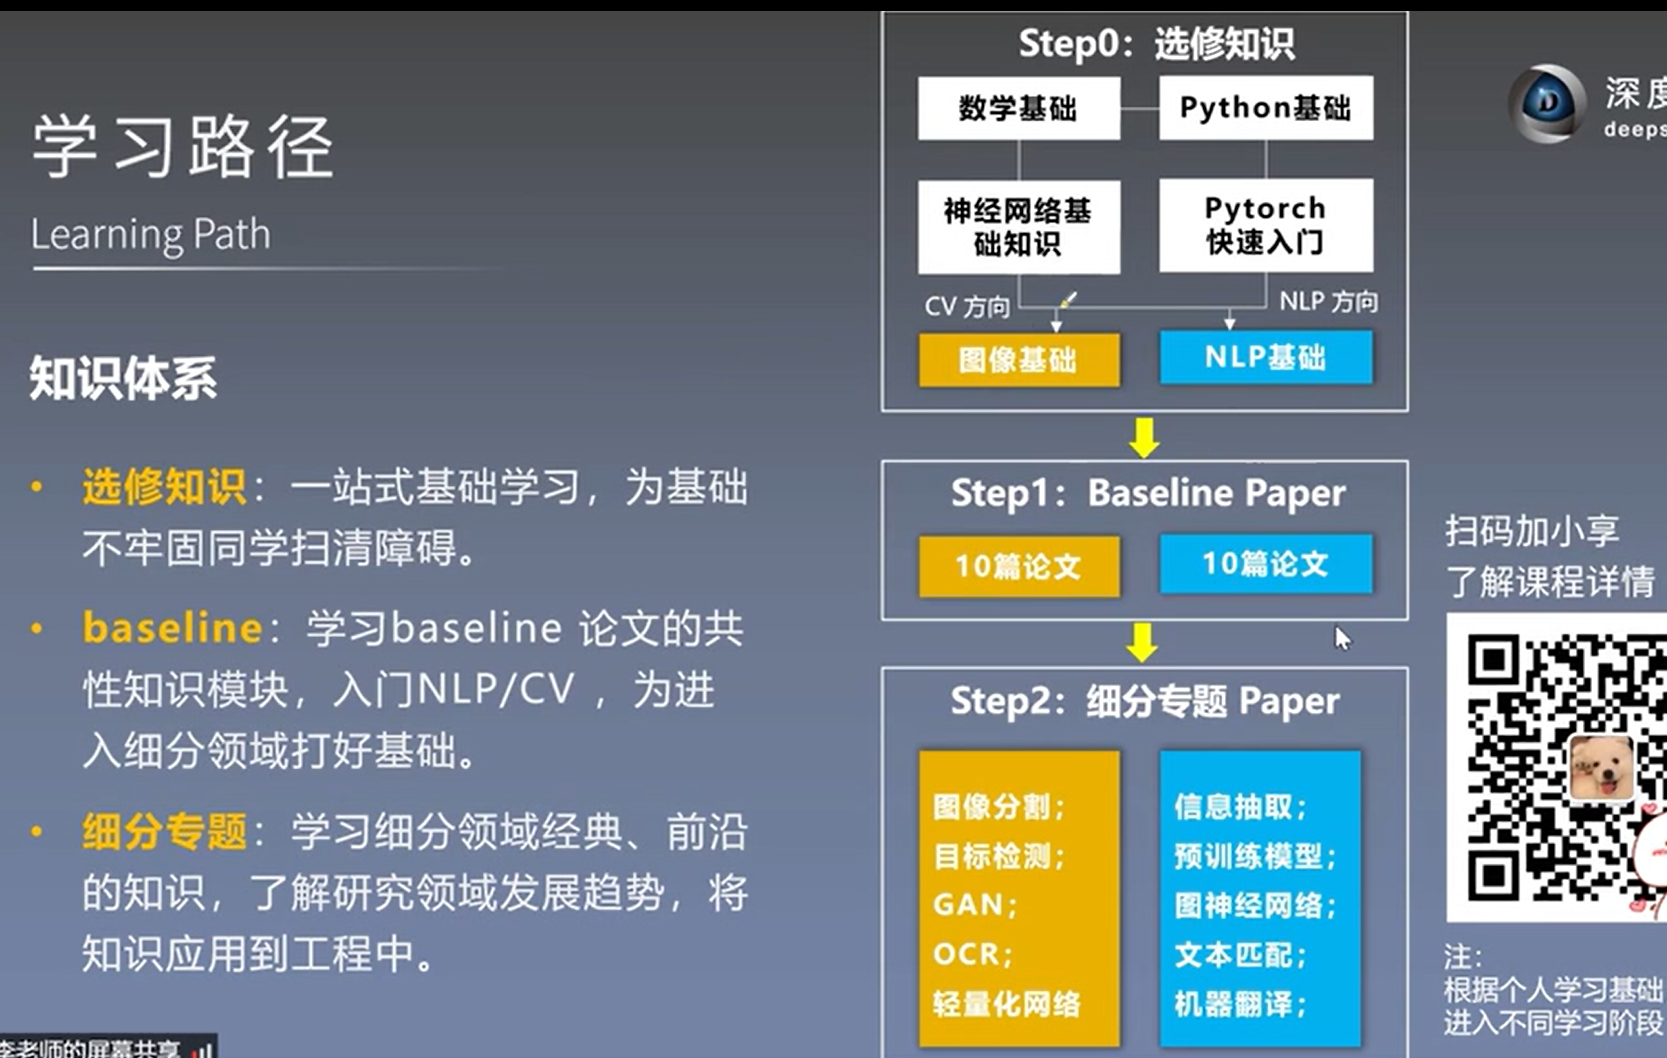 学习路径
Learning Path
知识体系
• 选修知识：一站式基础学习，为基础
不牢固同学扫清障碍。
• baseline：学习baseline 论文的共
性知识模块，入门NLP/CV ，为进
入细分领域打好基础。
• 细分专题：学习细分领域经典、前沿
的知识，了解研究领域发展趋势，将
知识应用到工程中。
李老师的屏幕共享
Step0：选修知识
数学基础
Python基础
神经网络基
础知识
Pytorch
快速入门
CV 方向
NLP 方向
图像基础
NLP基础
Step1：Baseline Paper
10篇论文
10篇论文
Step2：细分专题 Paper
图像分割；
目标检测；
GAN；
OCR；
轻量化网络
信息抽取；
预训练模型；
图神经网络；
文本匹配；
机器翻译；
深度
deeps
扫码加小享
了解课程详情
注：
根据个人学习基础
进入不同学习阶段